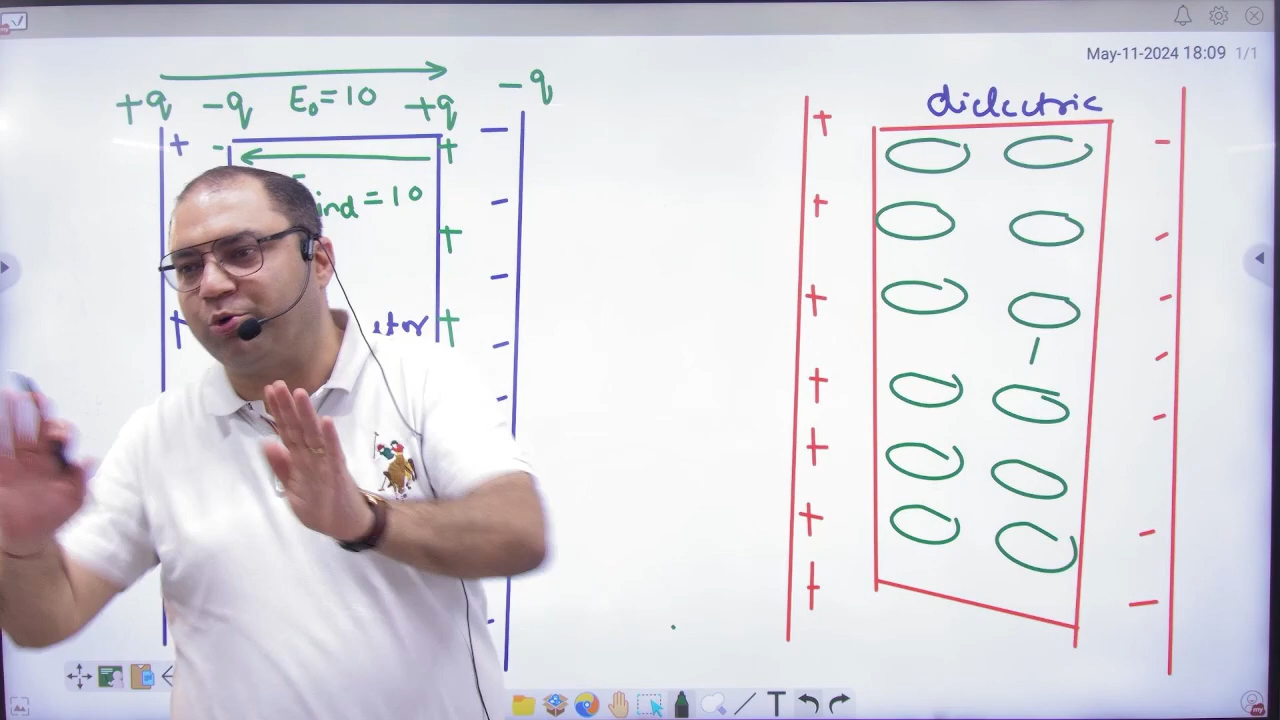 May-11-2024 18:09 1/1
+q -q E₀=10 +q -q
dielectric
+ - + -
ind=10
+ -
+ -
+ + -
+ -
+ -
+ -
+ -
+ -
+ -
+ -
+ -
T